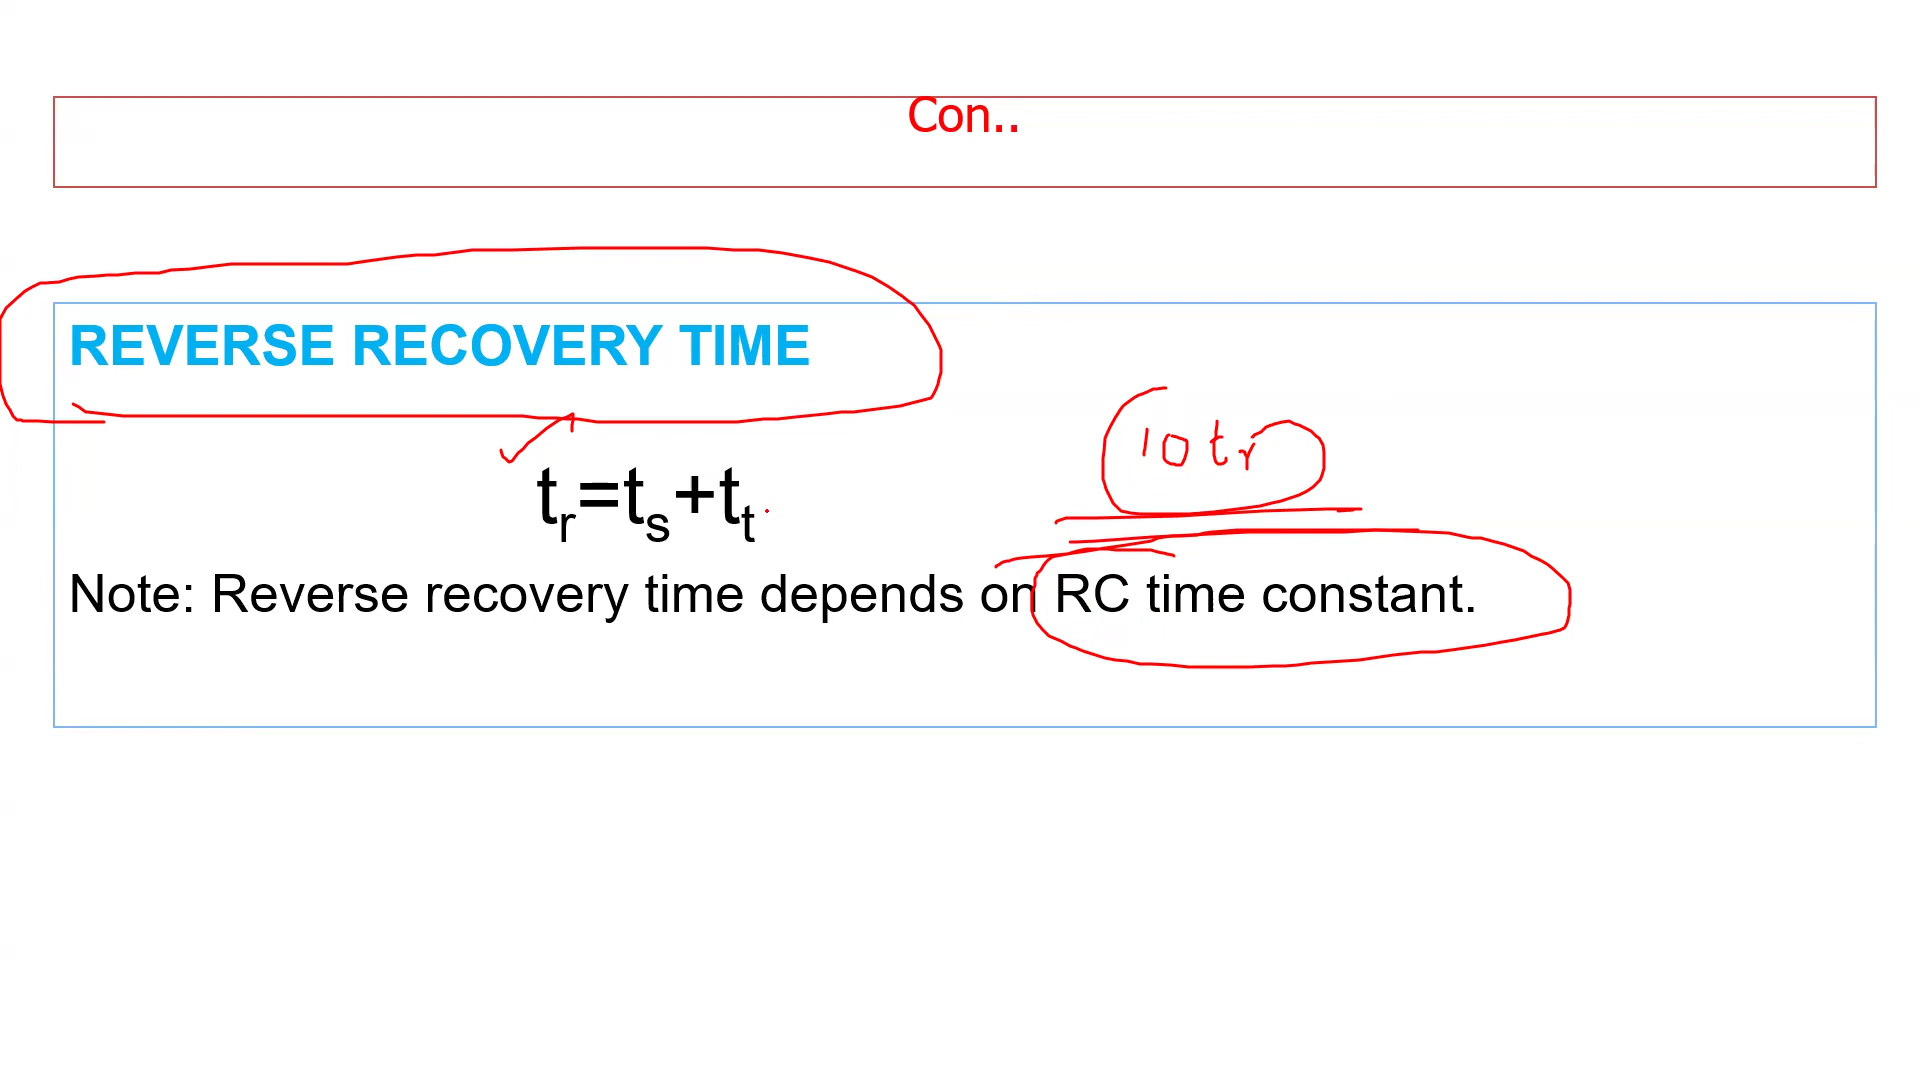 Con..
REVERSE RECOVERY TIME
10 tr
tr=ts+tt
Note: Reverse recovery time depends on RC time constant.